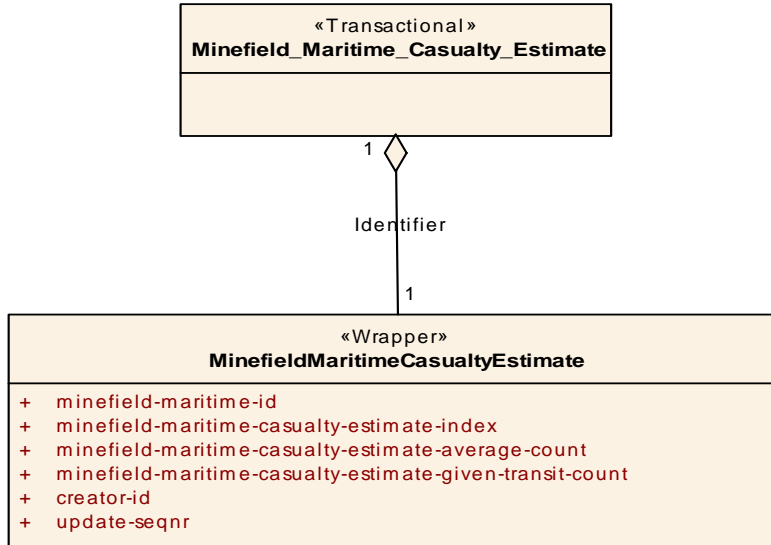 «Transactional»
Minefield_Maritime_Casualty_Estimate
1
Identifier
1
«Wrapper»
MinefieldMaritimeCasualtyEstimate
+ minefield-maritime-id
+ minefield-maritime-casualty-estimate-index
+ minefield-maritime-casualty-estimate-average-count
+ minefield-maritime-casualty-estimate-given-transit-count
+ creator-id
+ update-seqnr